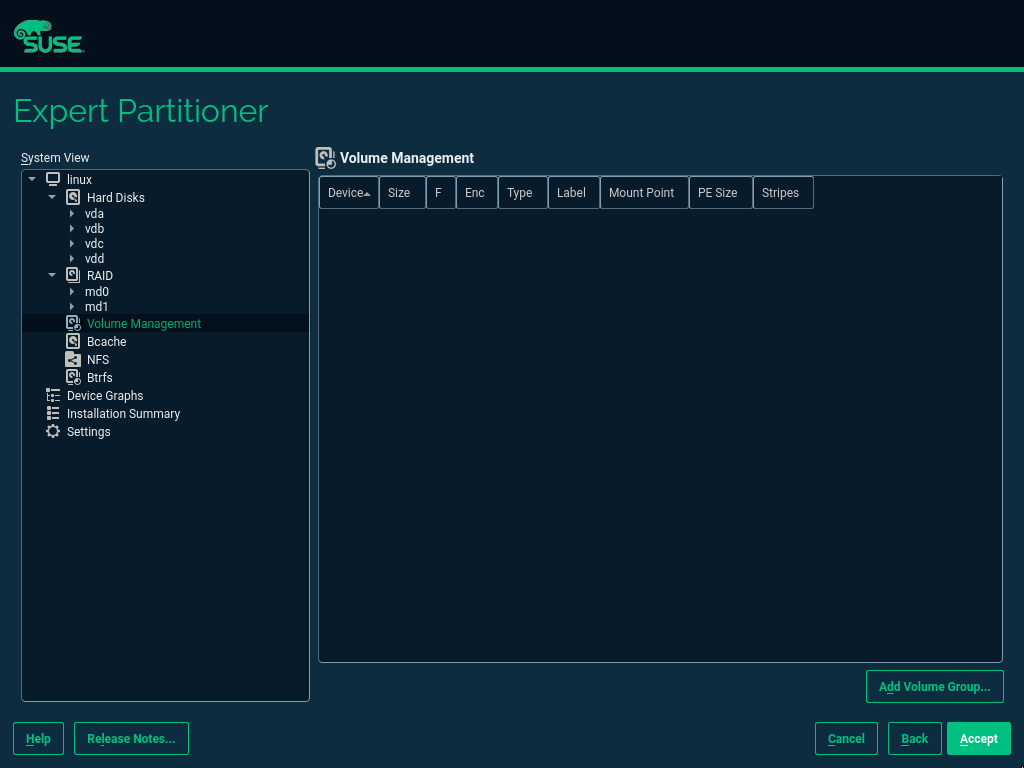 SUSE
Expert Partitioner
System View
linux
Hard Disks
vda
vdb
vdc
vdd
RAID
md0
md1
Volume Management
Bcache
NFS
Btrfs
Device Graphs
Installation Summary
Settings
Volume Management
Device Size F Enc Type Label Mount Point PE Size Stripes
Add Volume Group...
Help Release Notes... Cancel Back Accept